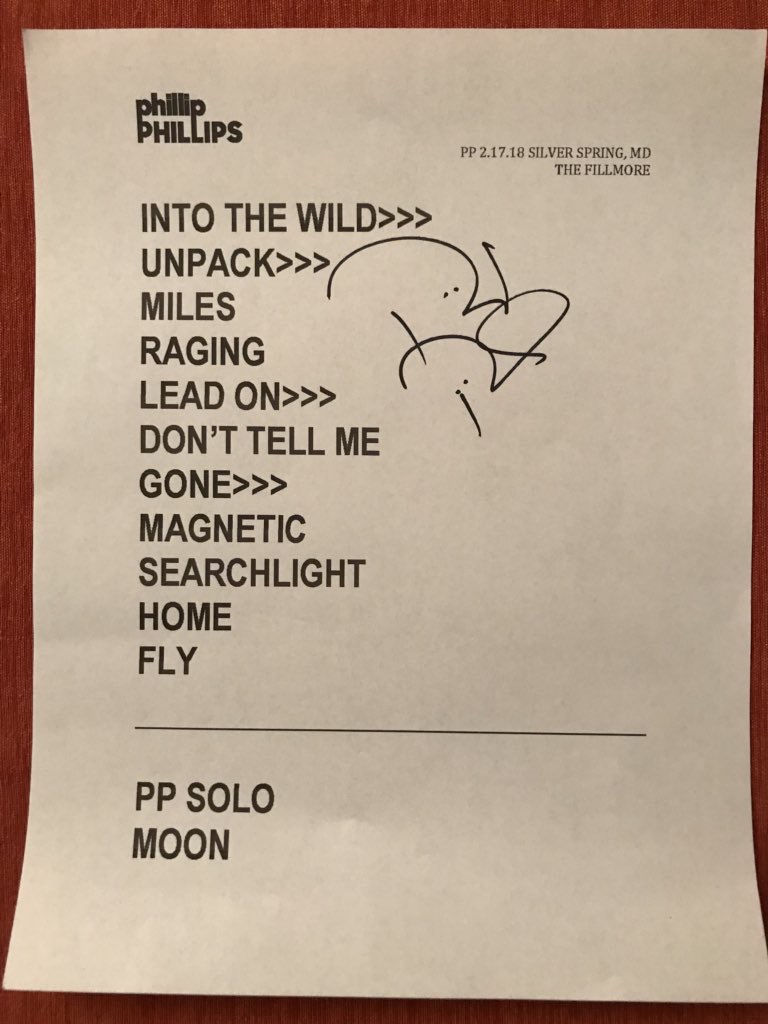 phillip
PHILLIPS
PP 2.17.18 SILVER SPRING, MD
THE FILLMORE
INTO THE WILD>>>
UNPACK>>>
MILES
RAGING
LEAD ON>>>
DON'T TELL ME
GONE>>>
MAGNETIC
SEARCHLIGHT
HOME
FLY
PP SOLO
MOON